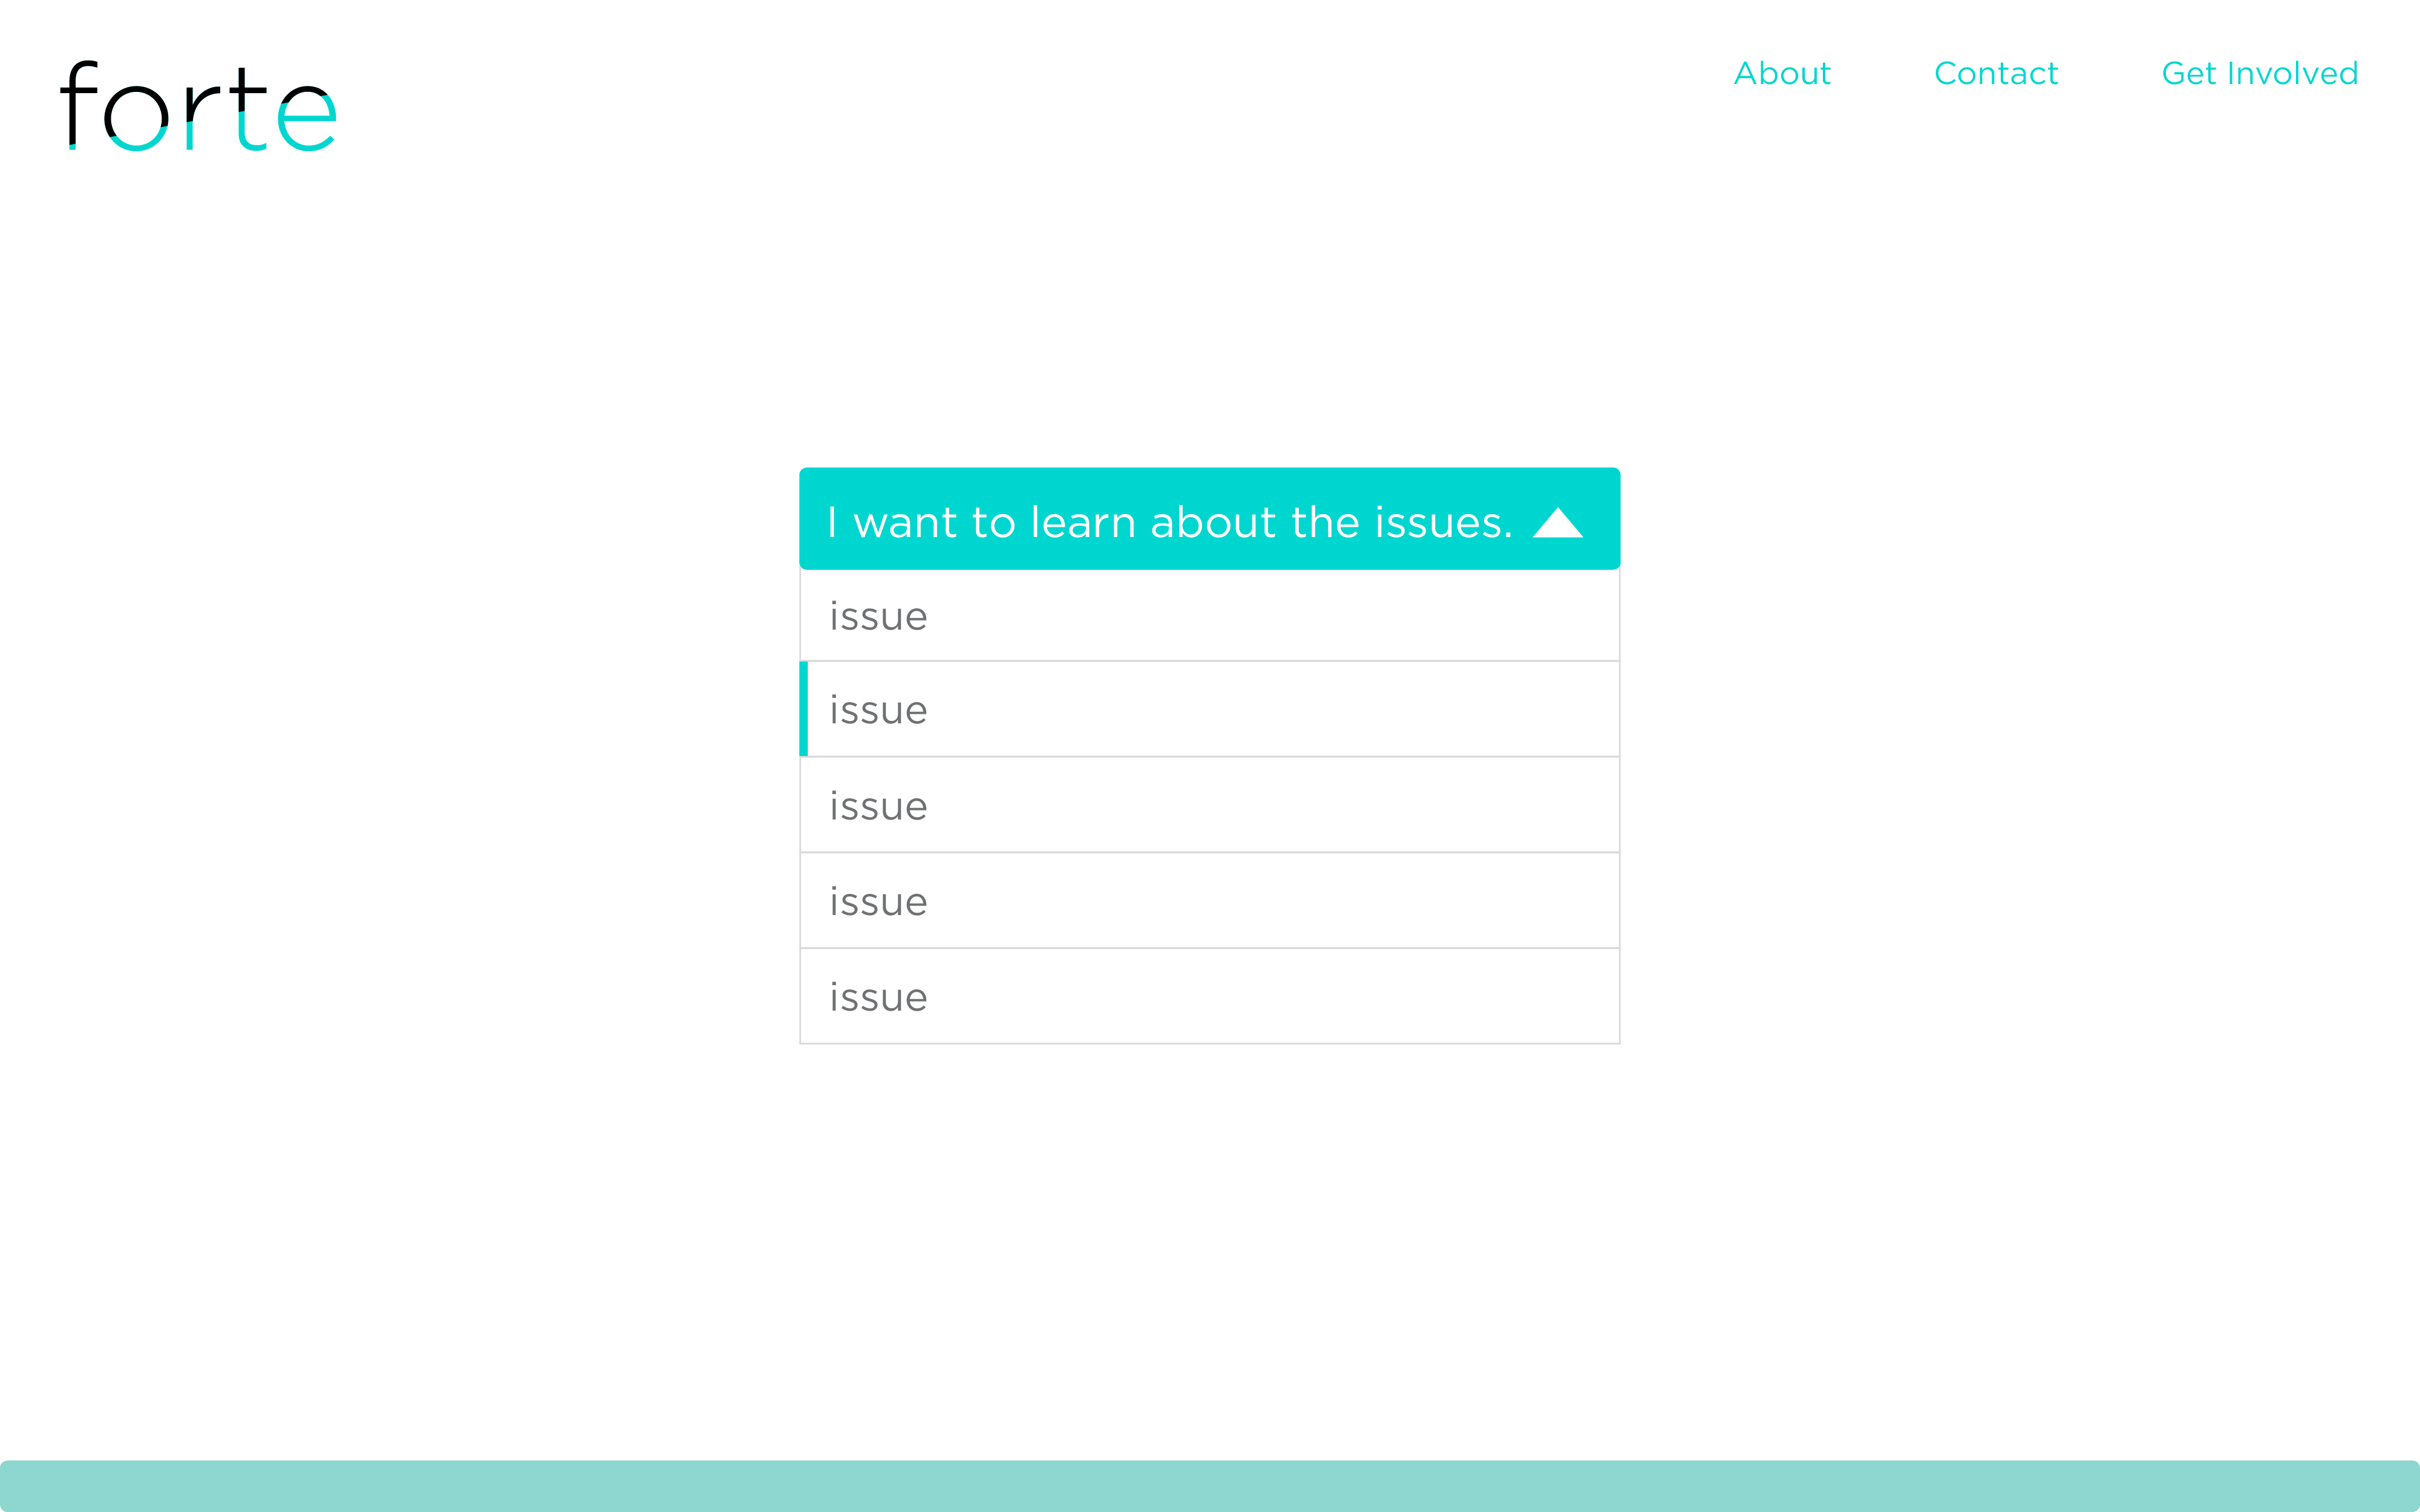 forte
About Contact Get Involved
I want to learn about the issues.
issue
issue
issue
issue
issue